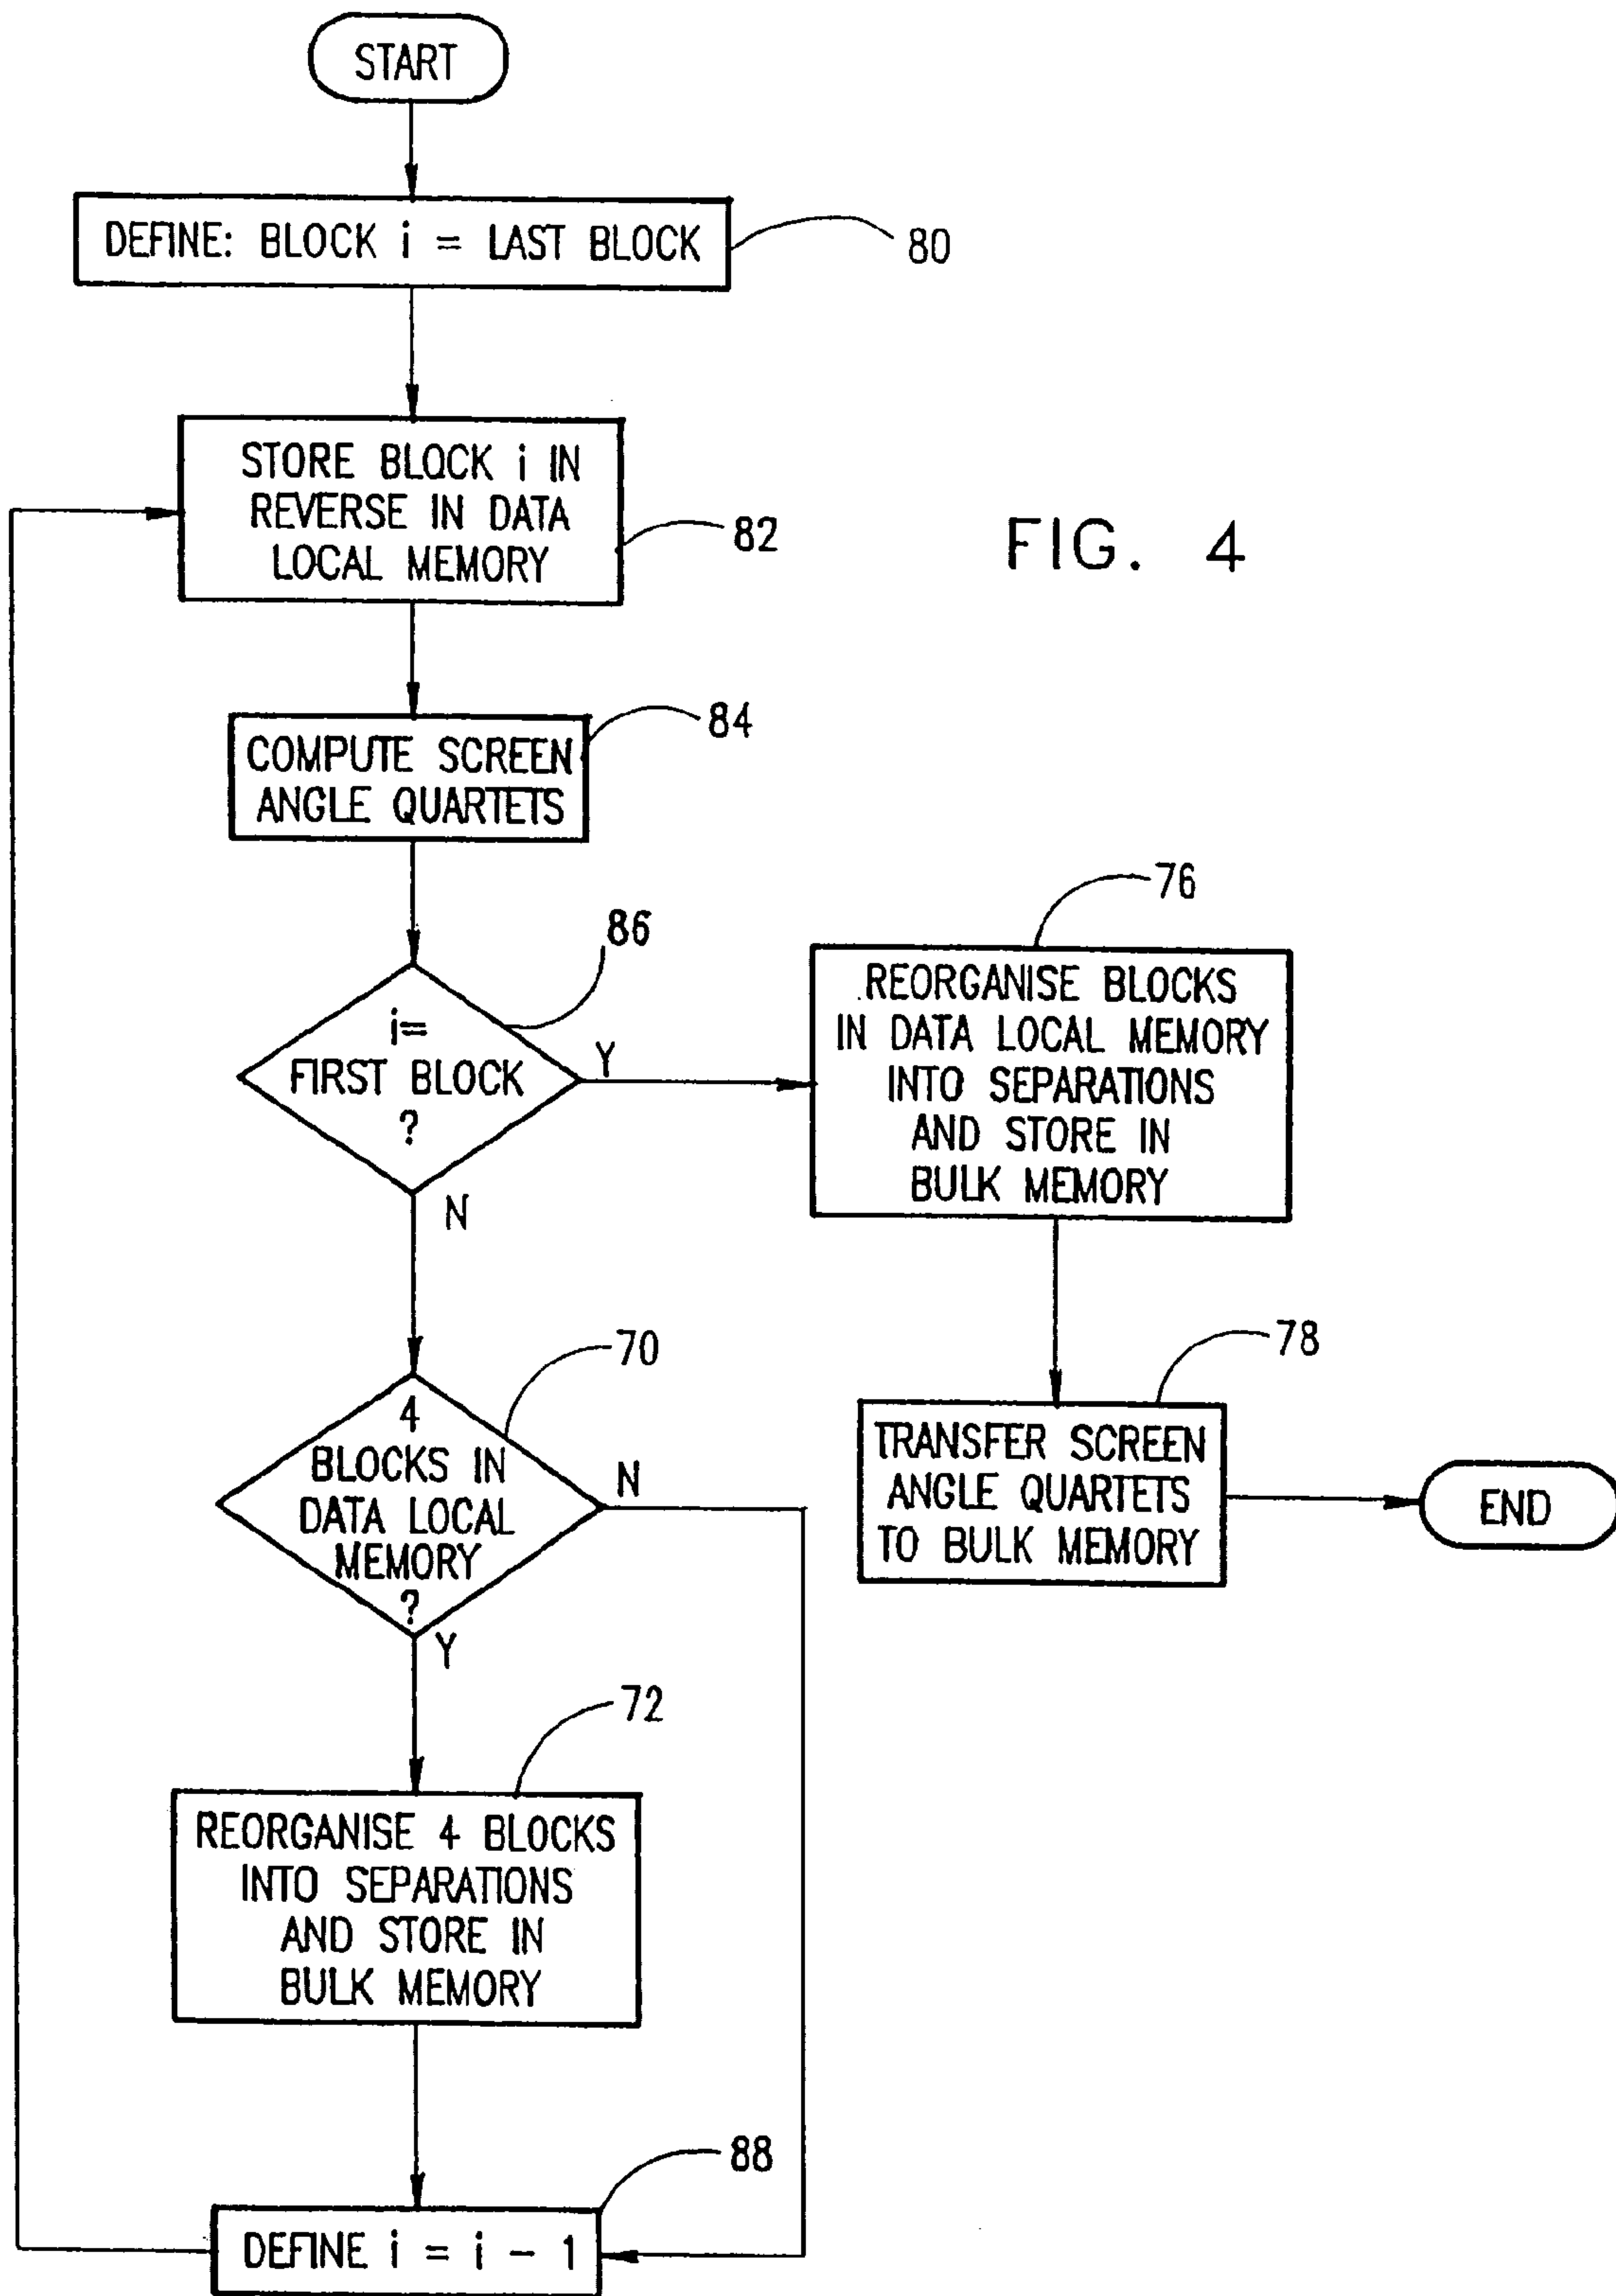 START
DEFINE: BLOCK i = LAST BLOCK
80
STORE BLOCK i IN
REVERSE IN DATA
LOCAL MEMORY
82
FIG. 4
COMPUTE SCREEN
ANGLE QUARTETS
84
i=
FIRST BLOCK
?
86
Y
N
REORGANISE BLOCKS
IN DATA LOCAL MEMORY
INTO SEPARATIONS
AND STORE IN
BULK MEMORY
76
4
BLOCKS IN
DATA LOCAL
MEMORY
?
70
N
Y
TRANSFER SCREEN
ANGLE QUARTETS
TO BULK MEMORY
78
END
REORGANISE 4 BLOCKS
INTO SEPARATIONS
AND STORE IN
BULK MEMORY
72
DEFINE i = i - 1
88